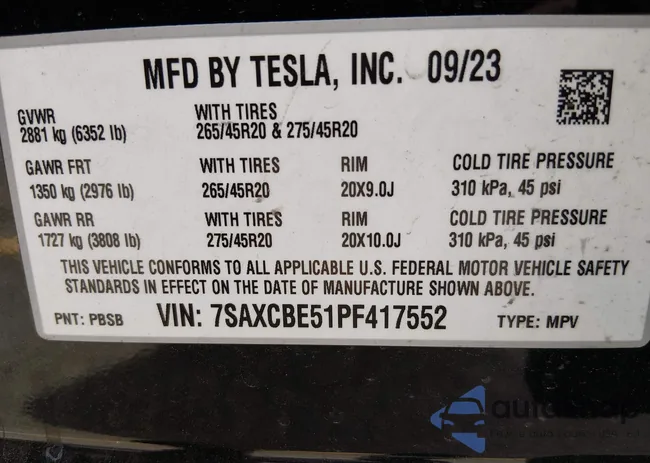 MFD BY TESLA, INC. 09/23
GVWR WITH TIRES
2881 kg (6352 lb) 265/45R20 & 275/45R20
GAWR FRT WITH TIRES RIM COLD TIRE PRESSURE
1350 kg (2976 lb) 265/45R20 20X9.0J 310 kPa, 45 psi
GAWR RR WITH TIRES RIM COLD TIRE PRESSURE
1727 kg (3808 lb) 275/45R20 20X10.0J 310 kPa, 45 psi
THIS VEHICLE CONFORMS TO ALL APPLICABLE U.S. FEDERAL MOTOR VEHICLE SAFETY
STANDARDS IN EFFECT ON THE DATE OF MANUFACTURE SHOWN ABOVE.
PNT: PBSB VIN: 7SAXCBE51PF417552 TYPE: MPV